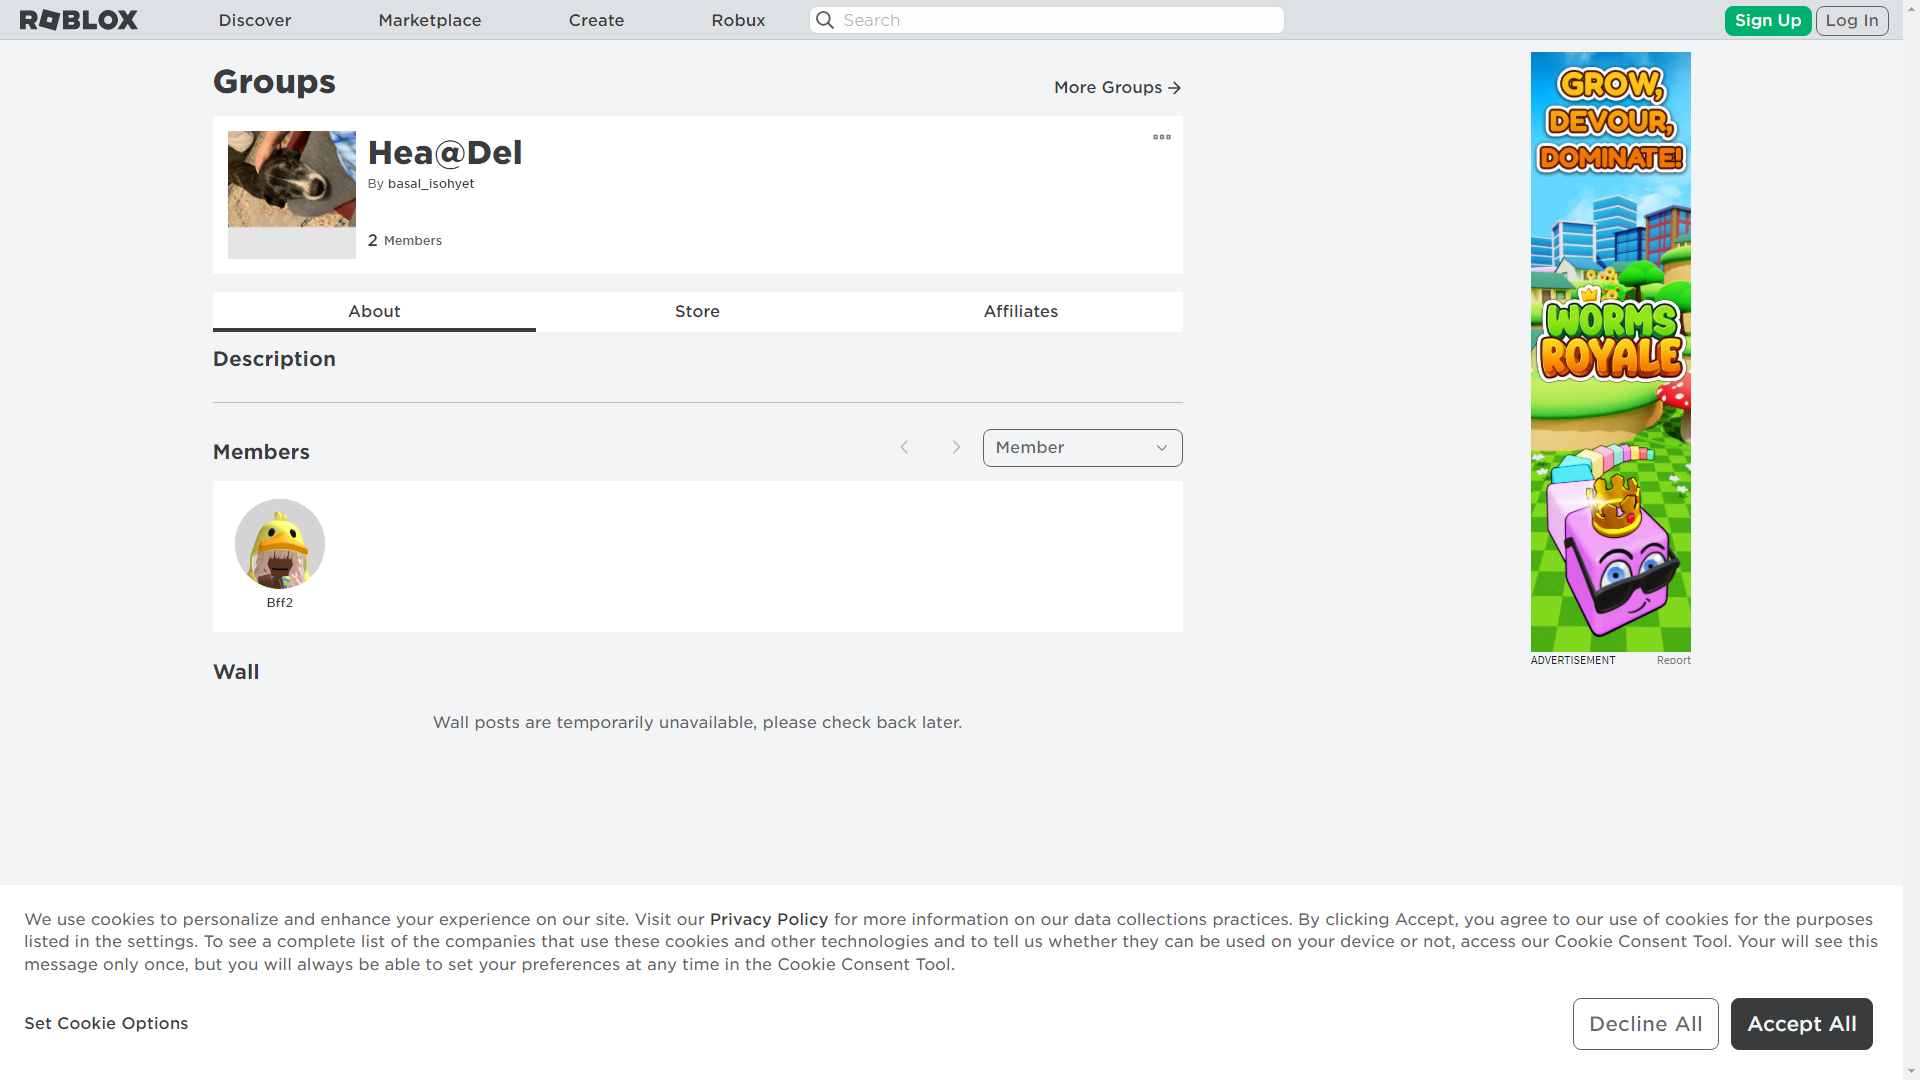 ROBLOX
Discover
Marketplace
Create
Robux
Search
Sign Up
Log In
Groups
More Groups
Hea@Del
By basal_isohyet
2 Members
About
Store
Affiliates
Description
Members
Member
Bff2
Wall
Wall posts are temporarily unavailable, please check back later.
GROW,
DEVOUR,
DOMINATE!
WORMS
ROYALE
ADVERTISEMENT
Report
We use cookies to personalize and enhance your experience on our site. Visit our Privacy Policy for more information on our data collections practices. By clicking Accept, you agree to our use of cookies for the purposes
listed in the settings. To see a complete list of the companies that use these cookies and other technologies and to tell us whether they can be used on your device or not, access our Cookie Consent Tool. Your will see this
message only once, but you will always be able to set your preferences at any time in the Cookie Consent Tool.
Set Cookie Options
Decline All
Accept All